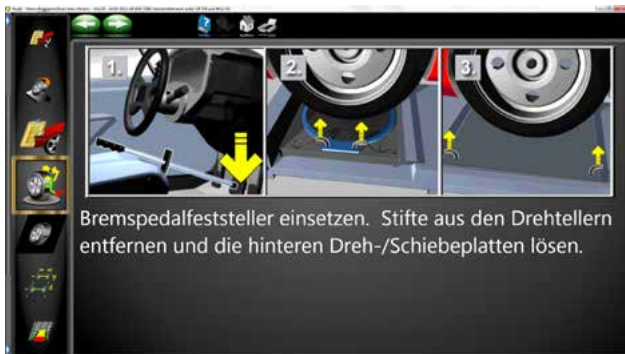 1.
2.
3.
Bremspedalfeststeller einsetzen. Stifte aus den Drehtellern
entfernen und die hinteren Dreh-/Schiebeplatten lösen.